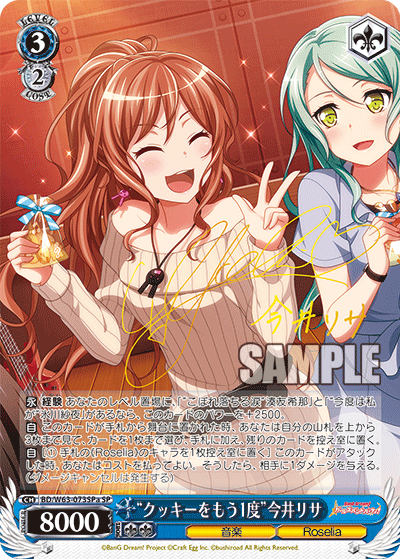 LEVEL
3
2
COST
今井リサ
SAMPLE
永 経験 あなたのレベル置場に、「“こぼれ落ちる涙”湊友希那」と「“今度は私が”氷川紗夜」があるなら、このカードのパワーを+2500。
自 このカードが手札から舞台に置かれた時、あなたは自分の山札を上から3枚まで見て、カードを1枚まで選び、手札に加え、残りのカードを控え室に置く。
自 [① 手札の《Roselia》のキャラを1枚控え室に置く] このカードがアタックした時、あなたはコストを払ってよい。そうしたら、相手に1ダメージを与える。(ダメージキャンセルは発生する)
CH BD/W63-073SPa SP
8000
“クッキーをもう1度”今井リサ
音楽
Roselia
©BanG Dream! Project ©Craft Egg Inc. ©bushiroad All Rights Reserved.